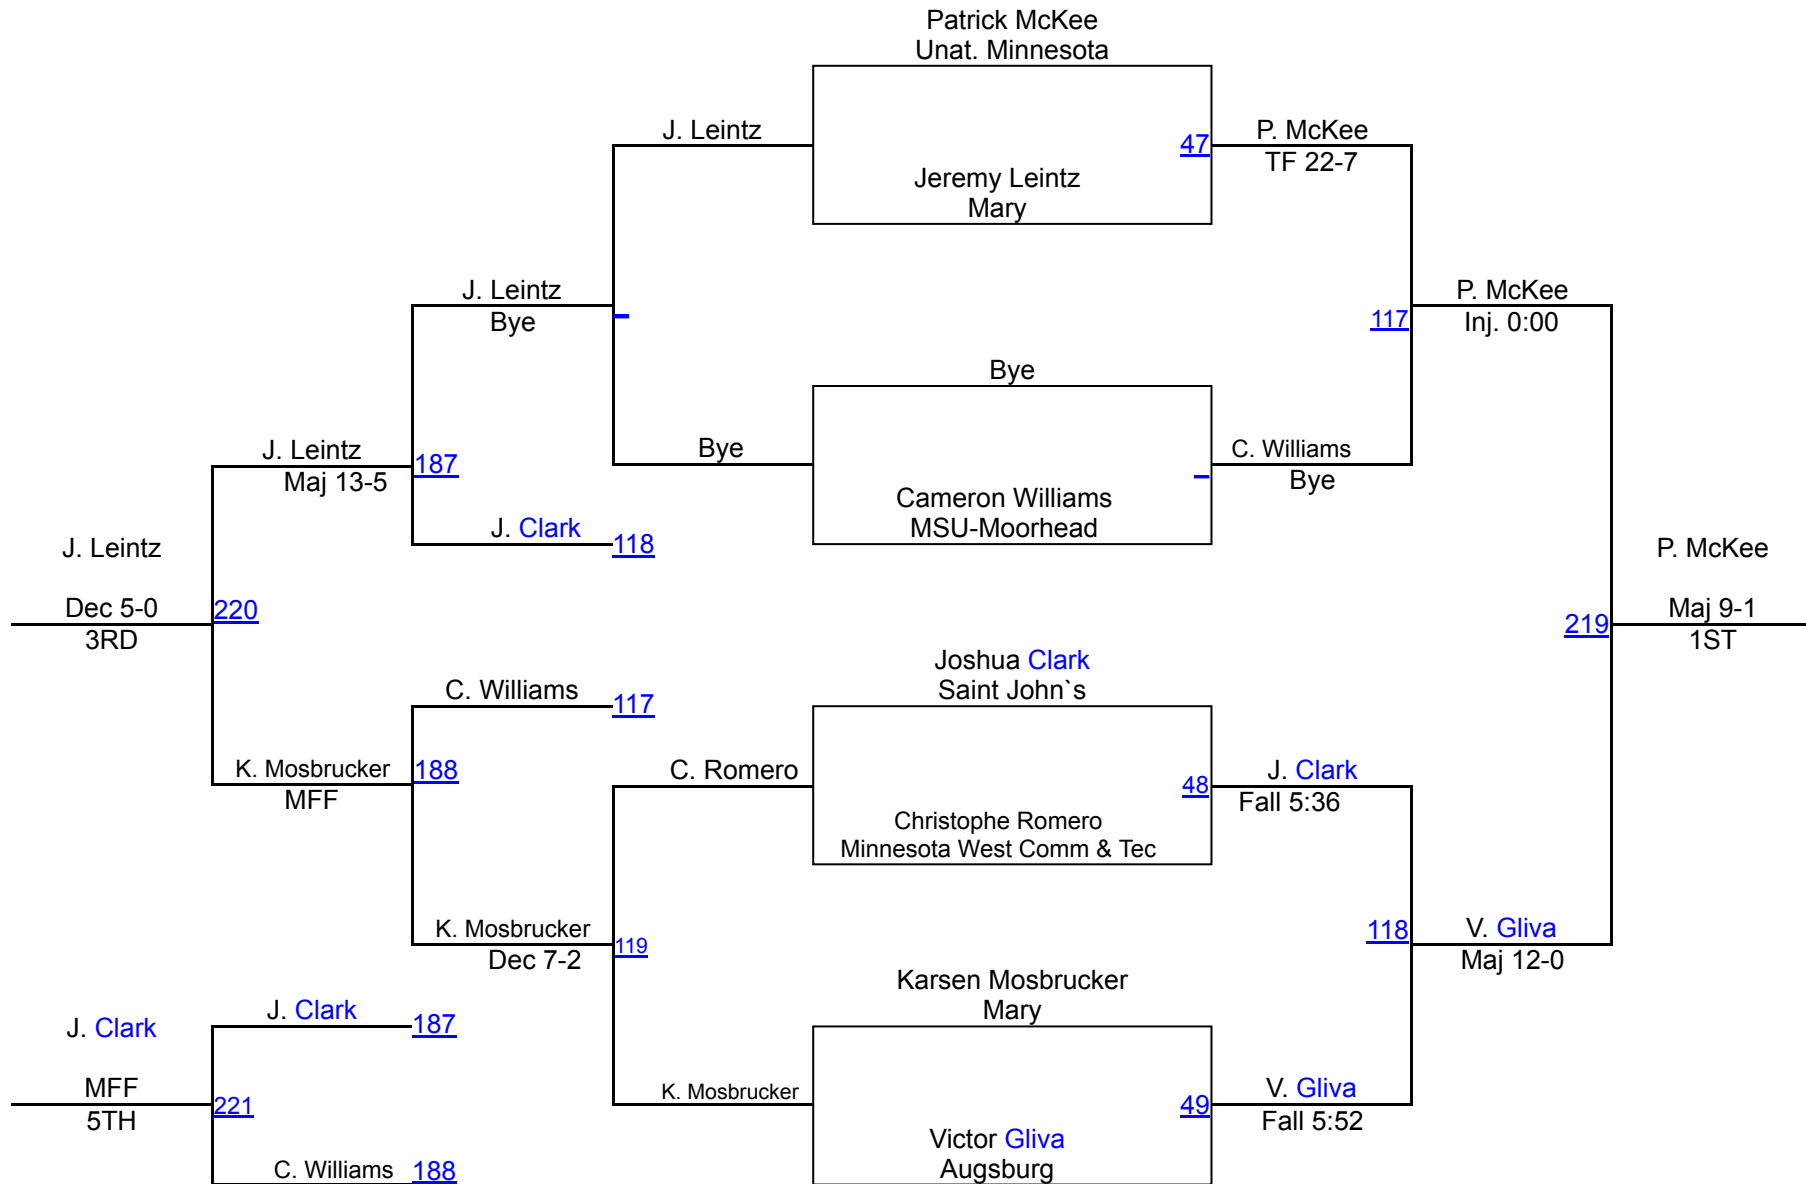 Patrick McKee
Unat. Minnesota
J. Leintz
47
P. McKee
TF 22-7
Jeremy Leintz
Mary
J. Leintz
Bye
P. McKee
Inj. 0:00
117
Bye
J. Leintz
Maj 13-5
187
Bye
C. Williams
Bye
Cameron Williams
MSU-Moorhead
J. Clark
118
J. Leintz
Dec 5-0
3RD
220
P. McKee
Maj 9-1
1ST
219
C. Williams
117
Joshua Clark
Saint John`s
K. Mosbrucker
MFF
188
C. Romero
48
J. Clark
Fall 5:36
Christophe Romero
Minnesota West Comm & Tec
K. Mosbrucker
Dec 7-2
119
118
V. Gliva
Maj 12-0
Karsen Mosbrucker
Mary
J. Clark
J. Clark
187
MFF
5TH
221
K. Mosbrucker
49
V. Gliva
Fall 5:52
Victor Gliva
Augsburg
C. Williams
188